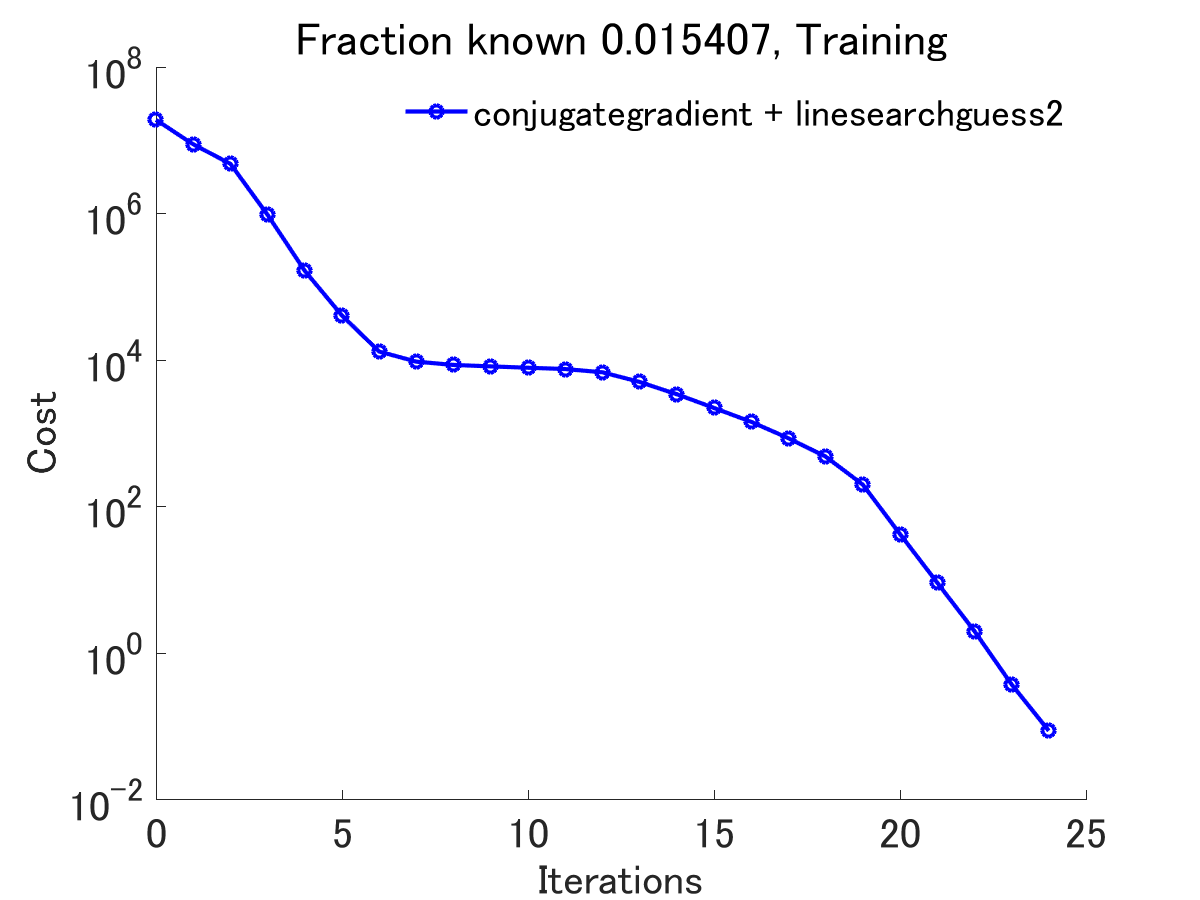 Fraction known 0.015407, Training
conjugategradient + linesearchguess2
10^8
10^6
10^4
10^2
10^0
10^-2
Cost
0 5 10 15 20 25
Iterations